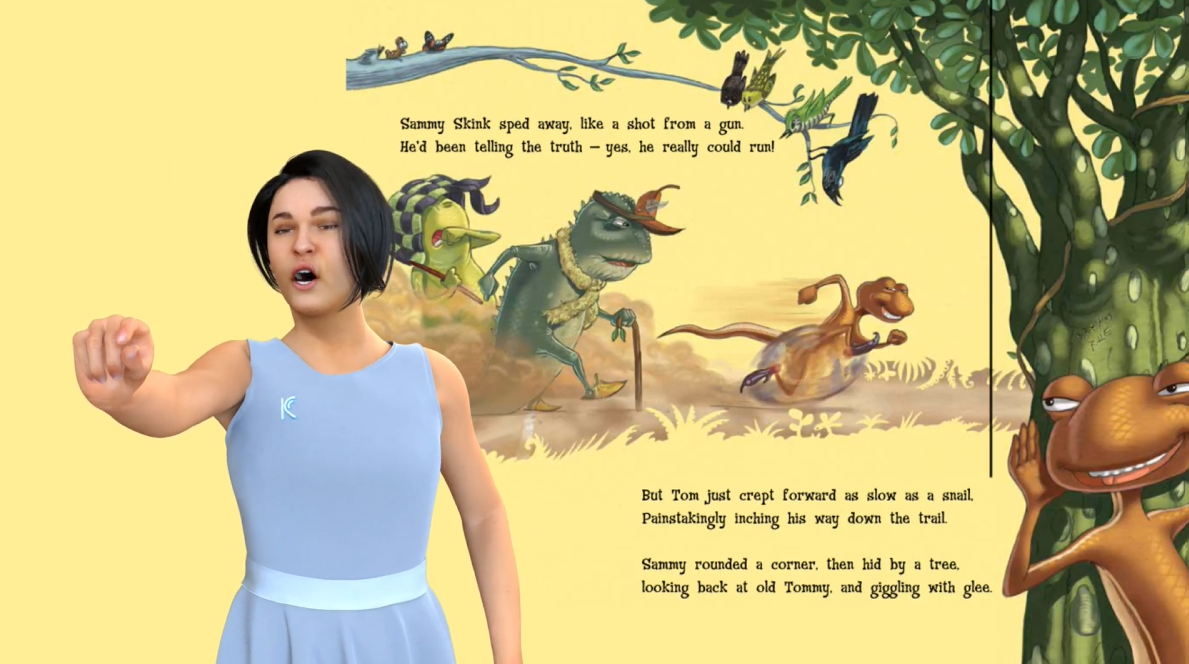 Sammy Skink sped away, like a shot from a gun.
He'd been telling the truth — yes, he really could run!
But Tom just crept forward as slow as a snail,
Painstakingly inching his way down the trail.
Sammy rounded a corner, then hid by a tree,
looking back at old Tommy, and giggling with glee.